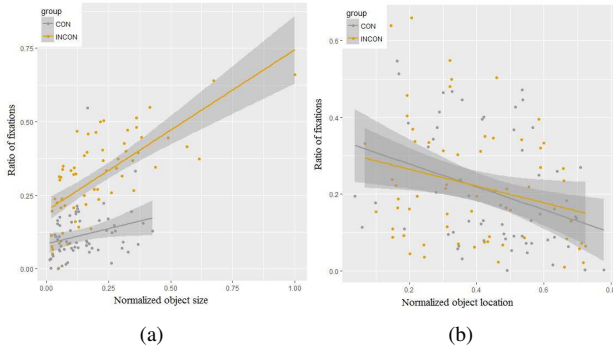 group
CON
INCON
Ratio of fixations
0.75
0.50
0.25
0.00
0.00 0.25 0.50 0.75 1.00
Normalized object size
(a)
group
CON
INCON
Ratio of fixations
0.6
0.4
0.2
0.0
0.2 0.4 0.6 0.8
Normalized object location
(b)